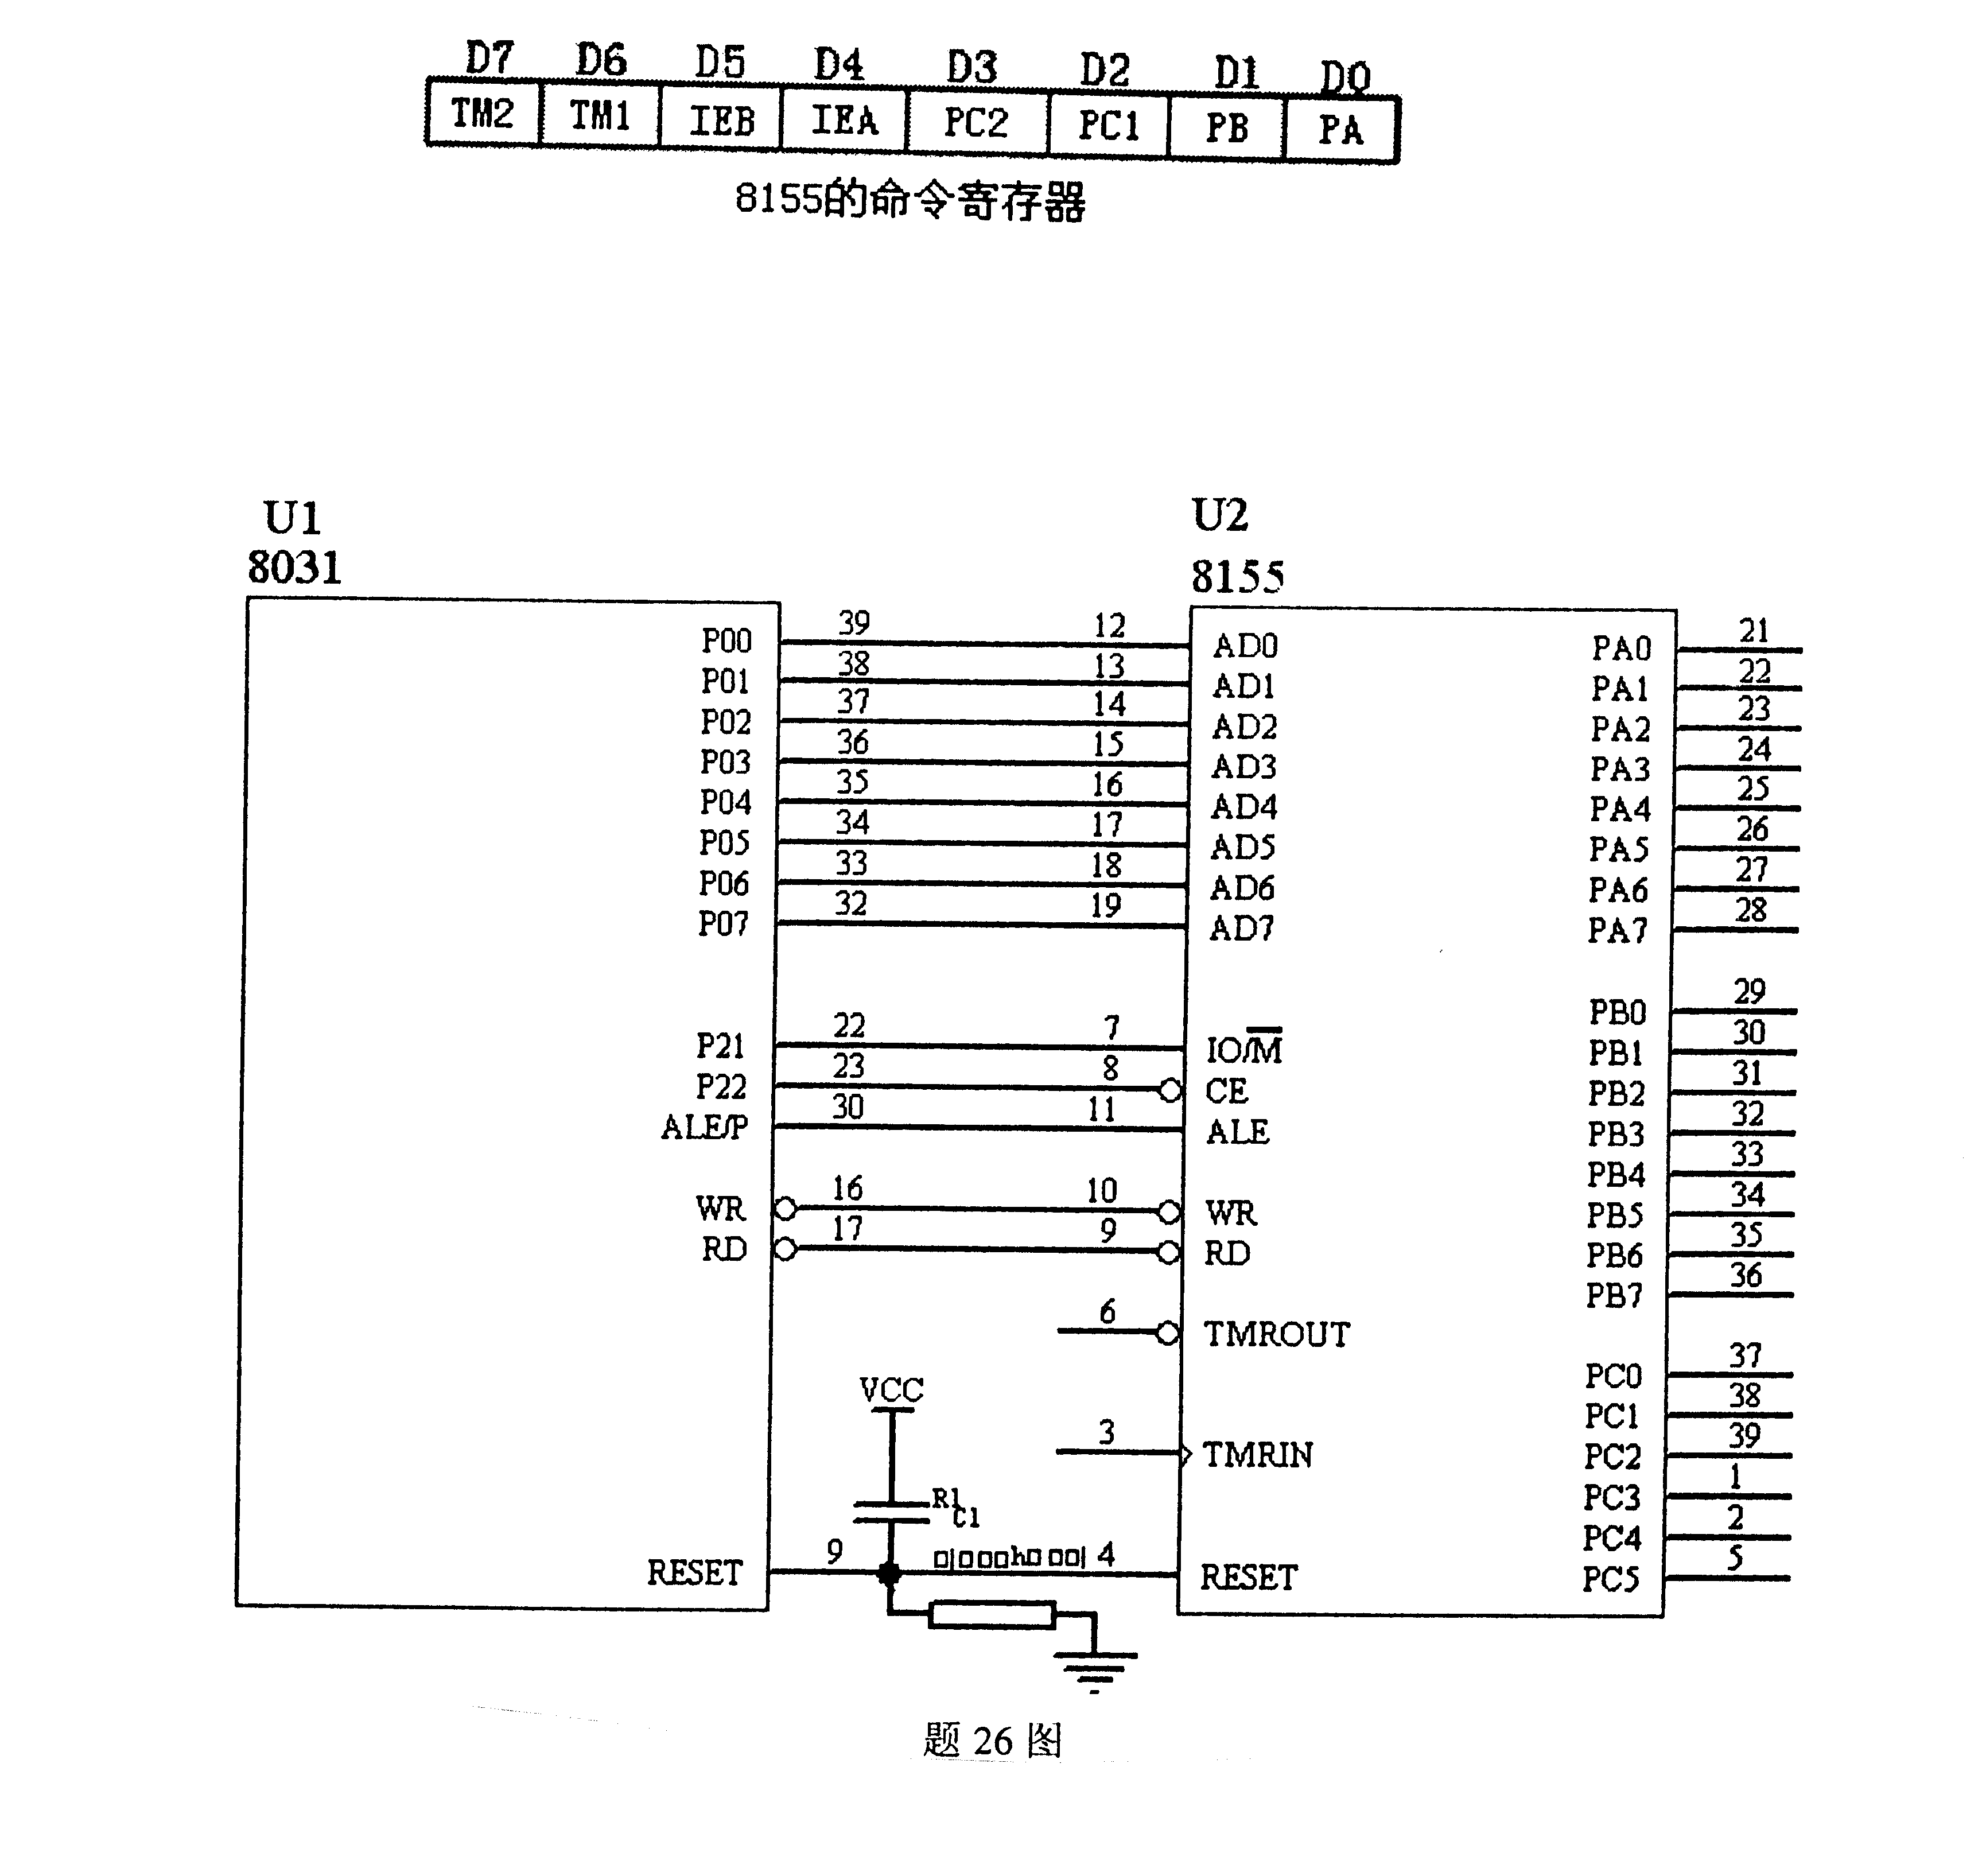 D7 D6 D5 D4 D3 D2 D1 D0
TM2 TM1 IEB IEA PC2 PC1 PB PA
8155的命令寄存器
U1
8031
U2
8155
P00 39 12 AD0 PA0 21
P01 38 13 AD1 PA1 22
P02 37 14 AD2 PA2 23
P03 36 15 AD3 PA3 24
P04 35 16 AD4 PA4 25
P05 34 17 AD5 PA5 26
P06 33 18 AD6 PA6 27
P07 32 19 AD7 PA7 28
PB0 29
P21 22 7 IO/M̅ PB1 30
P22 23 8 CE PB2 31
ALE/P 30 11 ALE PB3 32
PB4 33
WR 16 10 WR PB5 34
RD 17 9 RD PB6 35
PB7 36
6 TMROUT
VCC
PC0 37
PC1 38
3 TMRIN PC2 39
R1
C1
PC3 1
PC4 2
RESET 9 4 RESET PC5 5
题 26 图